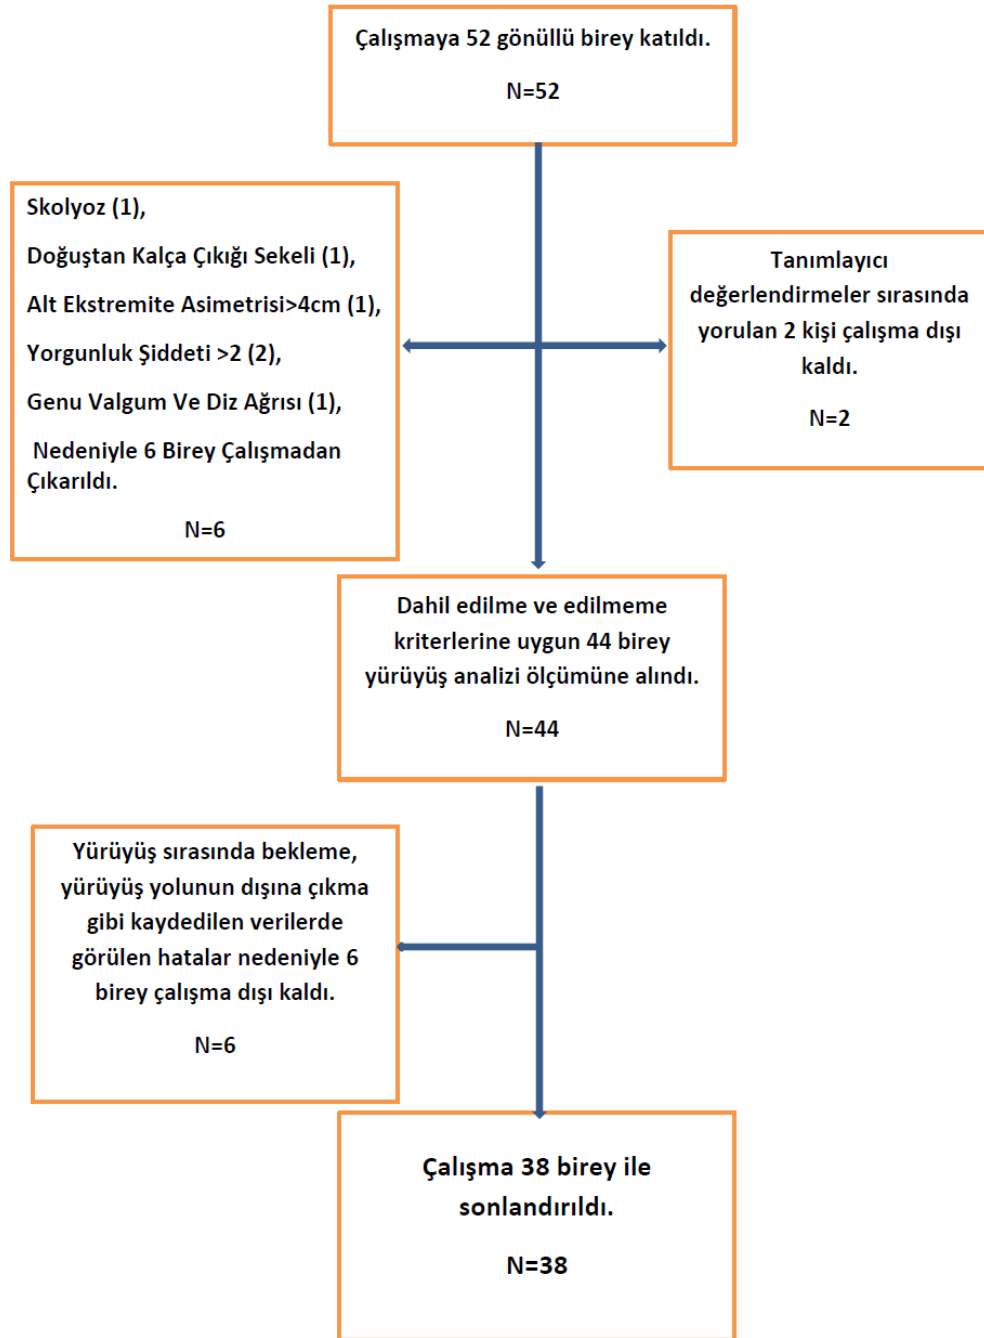 Çalışmaya 52 gönüllü birey katıldı.
N=52
Skolyoz (1),
Doğuştan Kalça Çıkığı Sekeli (1),
Alt Ekstremite Asimetrisi>4cm (1),
Yorgunluk Şiddeti >2 (2),
Genu Valgum Ve Diz Ağrısı (1),
Nedeniyle 6 Birey Çalışmadan
Çıkarıldı.
N=6
Tanımlayıcı
değerlendirmeler sırasında
yorulan 2 kişi çalışma dışı
kaldı.
N=2
Dahil edilme ve edilmeme
kriterlerine uygun 44 birey
yürüyüş analizi ölçümüne alındı.
N=44
Yürüyüş sırasında bekleme,
yürüyüş yolunun dışına çıkma
gibi kaydedilen verilerde
görülen hatalar nedeniyle 6
birey çalışma dışı kaldı.
N=6
Çalışma 38 birey ile
sonlandırıldı.
N=38